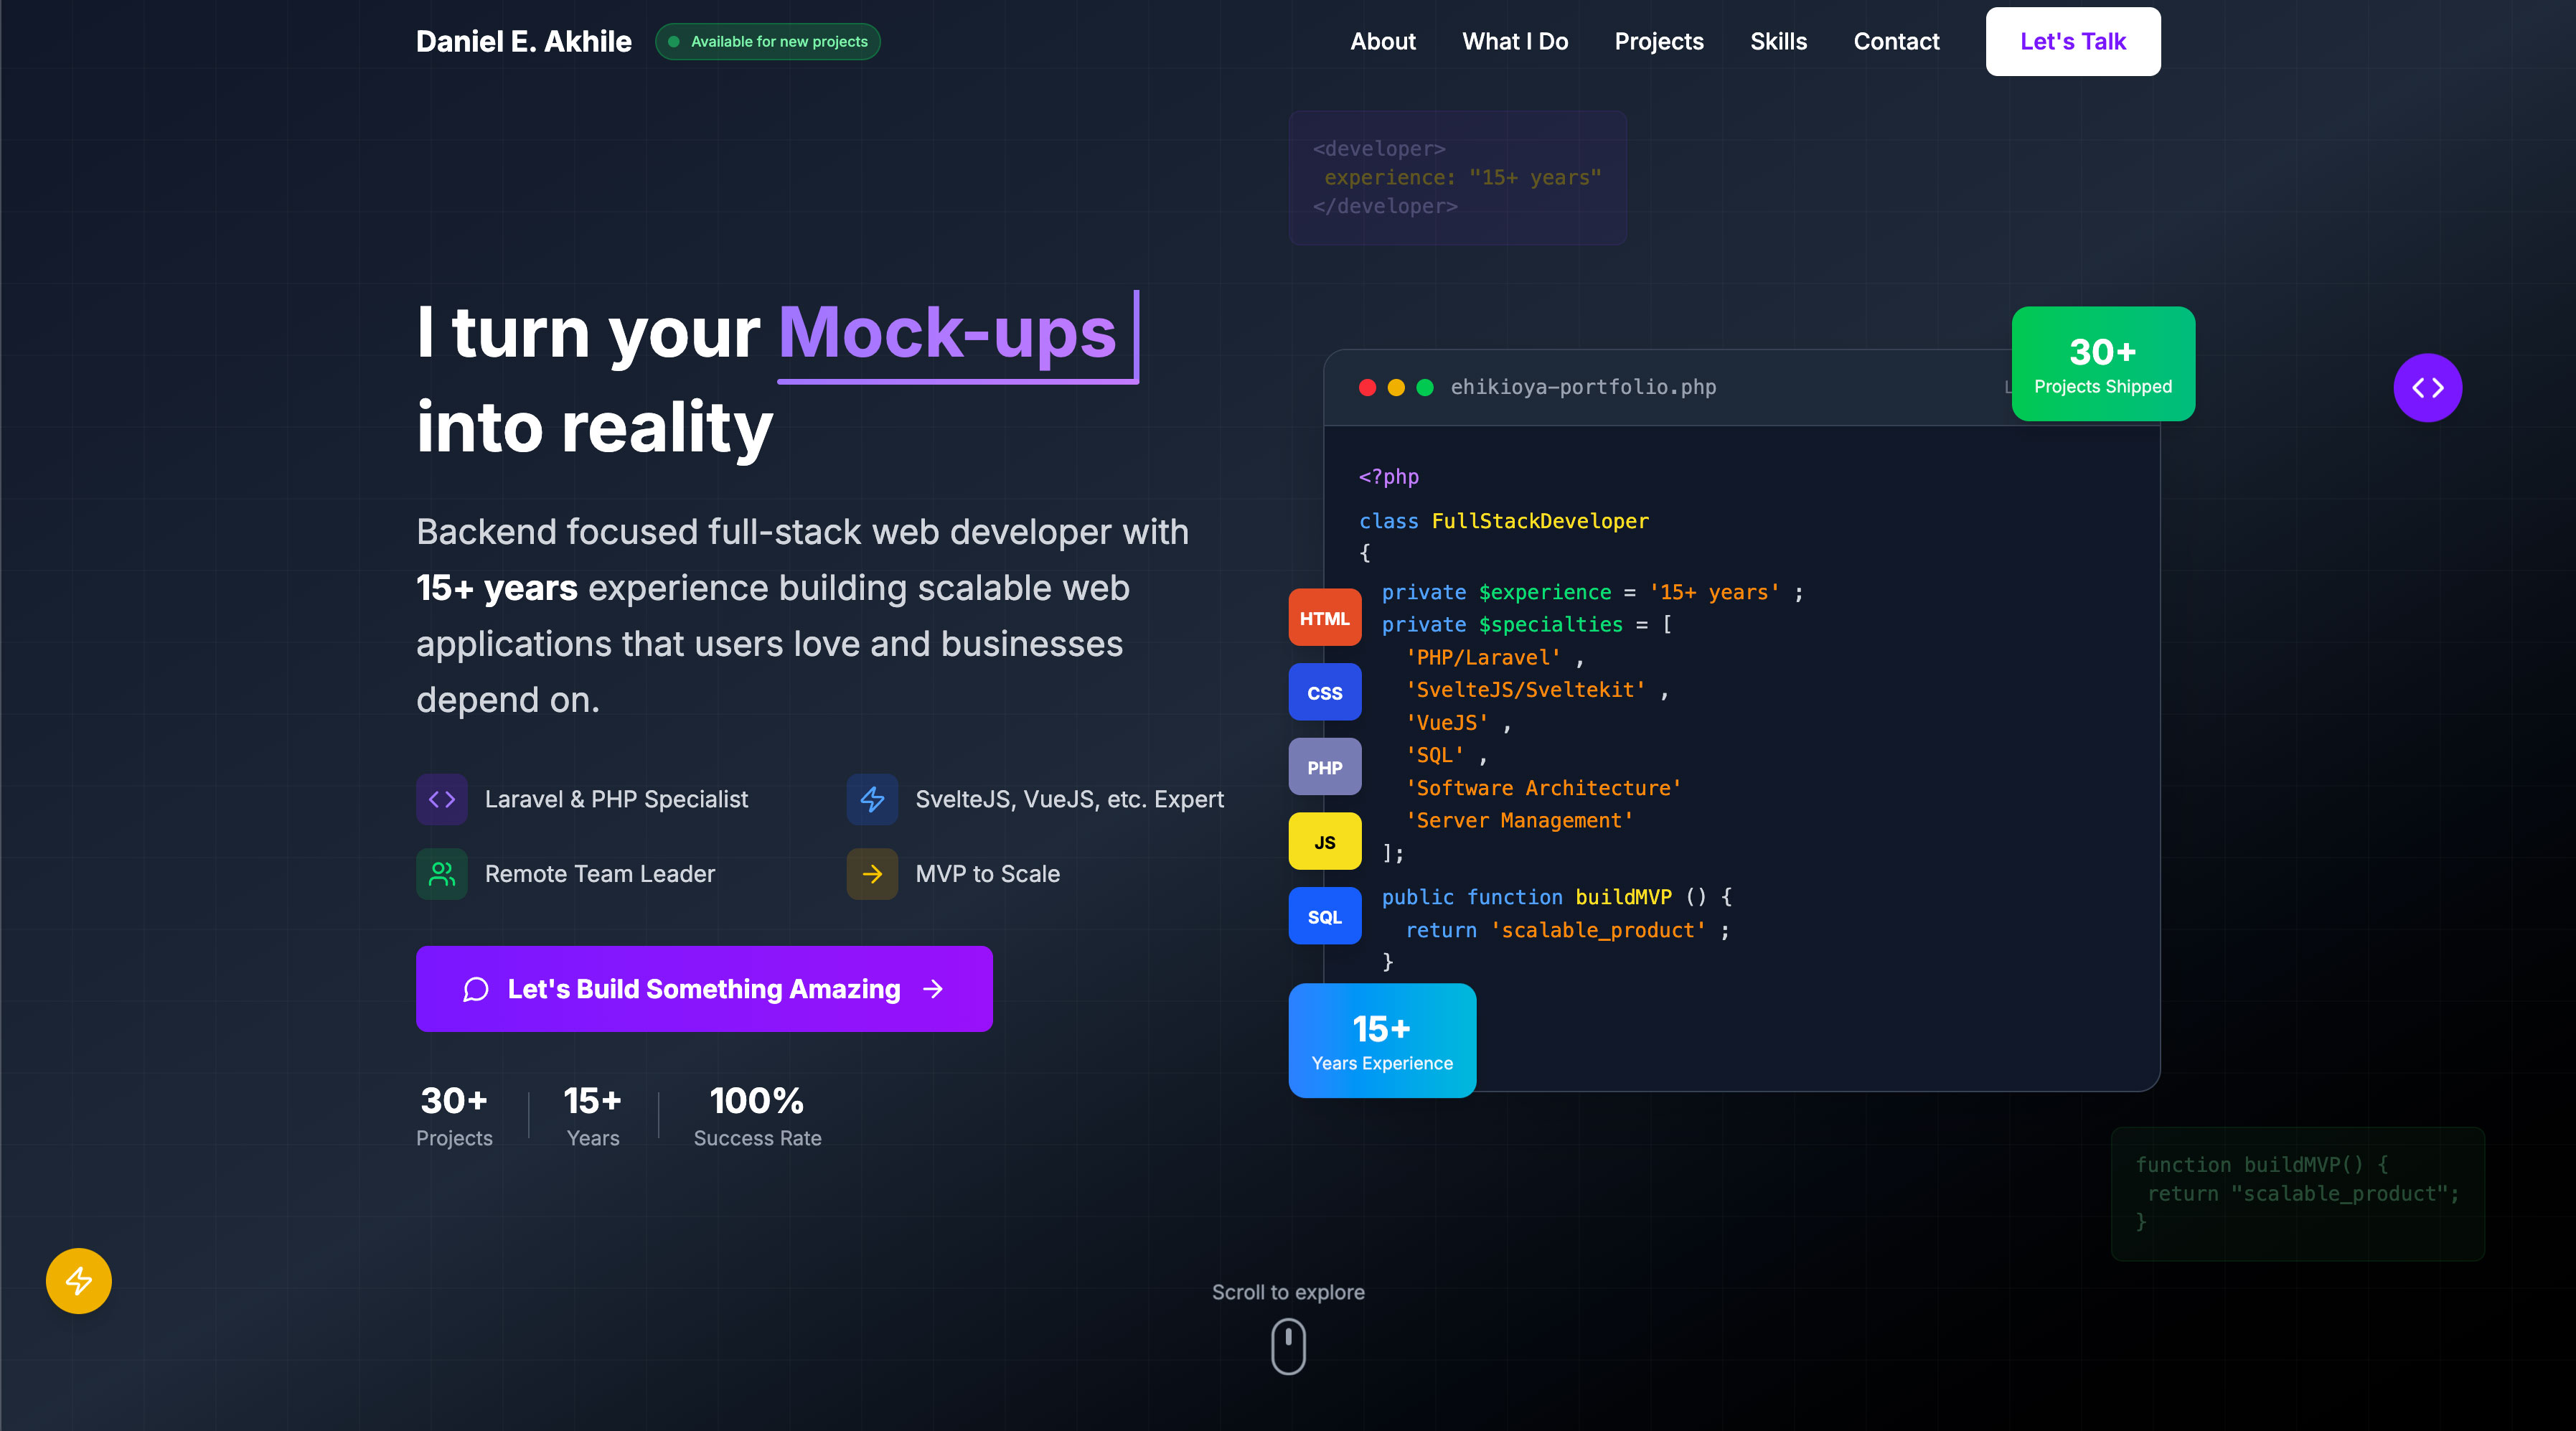 Daniel E. Akhile
Available for new projects
About
What I Do
Projects
Skills
Contact
Let's Talk
<developer>
experience: "15+ years"
</developer>
I turn your Mock-ups
into reality
Backend focused full-stack web developer with
15+ years experience building scalable web
applications that users love and businesses
depend on.
Laravel & PHP Specialist
SvelteJS, VueJS, etc. Expert
Remote Team Leader
MVP to Scale
Let's Build Something Amazing
30+
Projects
15+
Years
100%
Success Rate
ehikioya-portfolio.php
30+
Projects Shipped
<?php
class FullStackDeveloper
{
private $experience = '15+ years' ;
private $specialties = [
'PHP/Laravel' ,
'SvelteJS/Sveltekit' ,
'VueJS' ,
'SQL' ,
'Software Architecture'
'Server Management'
];
public function buildMVP () {
return 'scalable_product' ;
}
HTML
CSS
PHP
JS
SQL
15+
Years Experience
function buildMVP() {
return "scalable_product";
}
Scroll to explore